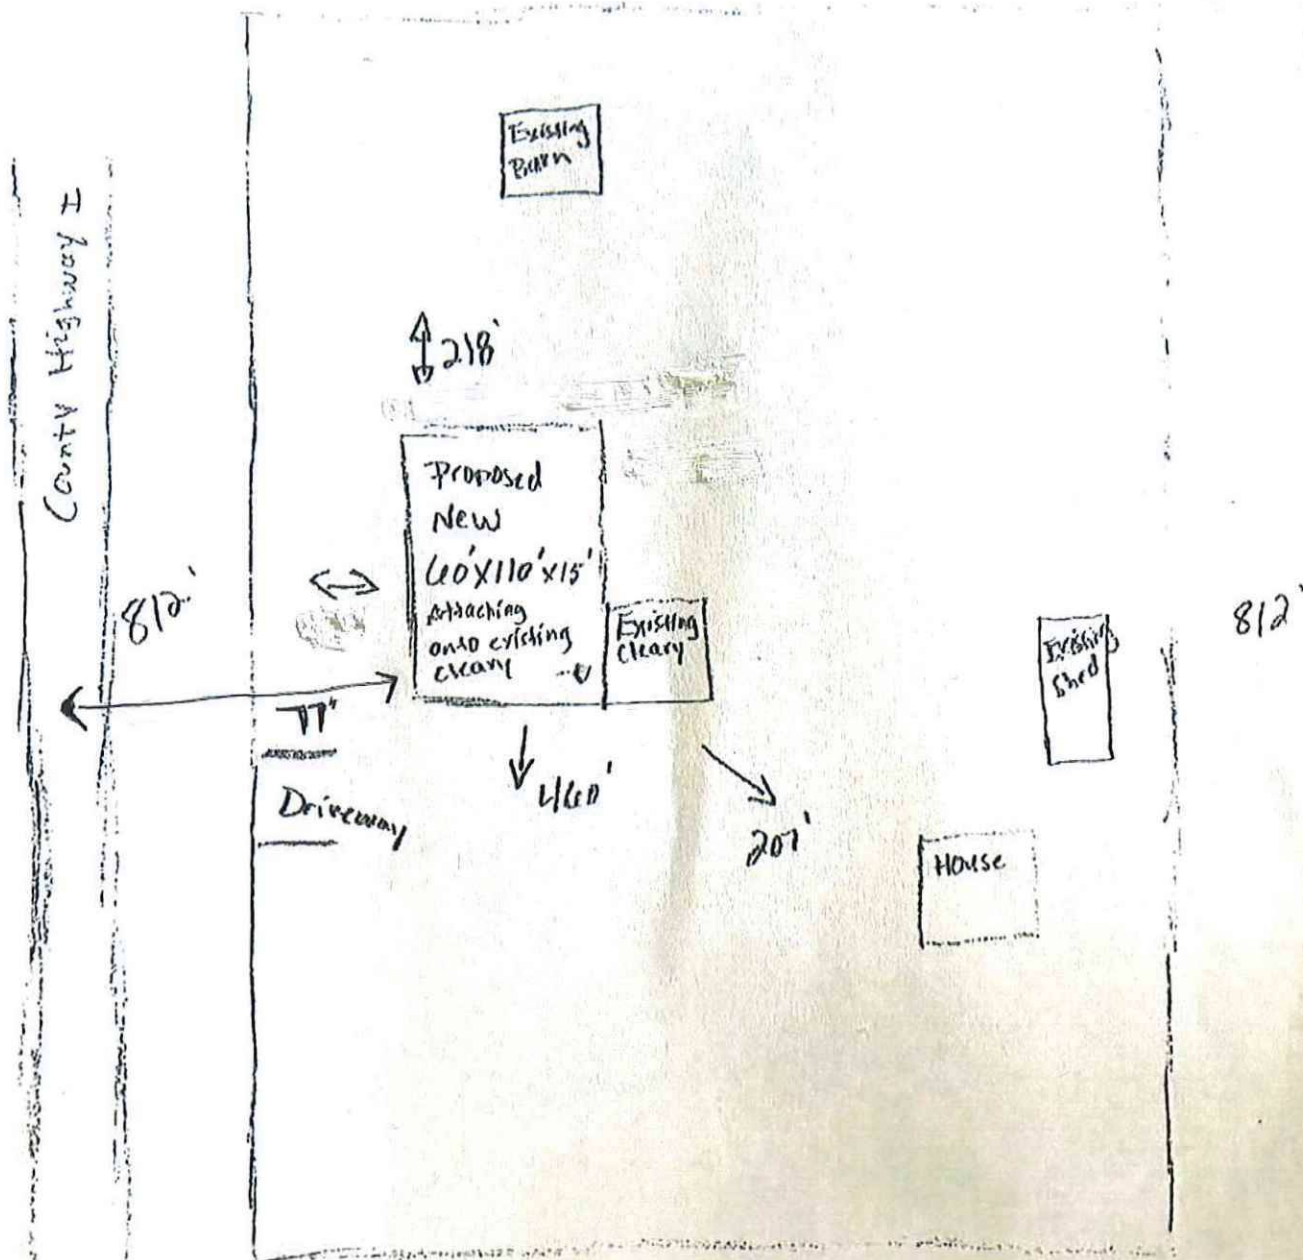 Existing
Barn
County Highway I
218'
Proposed
New
60'x110'x15'
Attaching
onto existing
cleary
Existing
Cleary
812'
812'
Existing
Shed
77'
Driveway
460'
207'
House